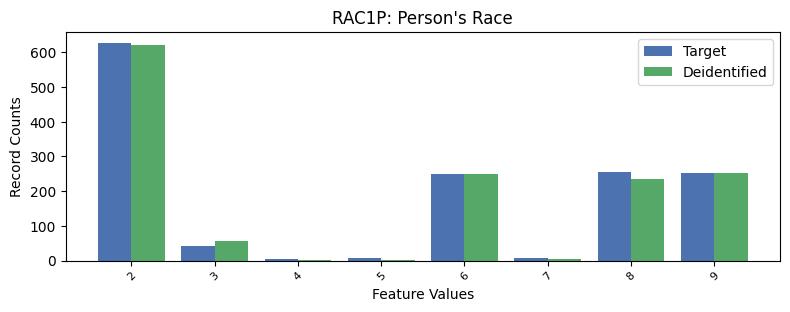 RAC1P: Person's Race
Target
Deidentified
Record Counts
600
500
400
300
200
100
0
2 3 4 5 6 7 8 9
Feature Values